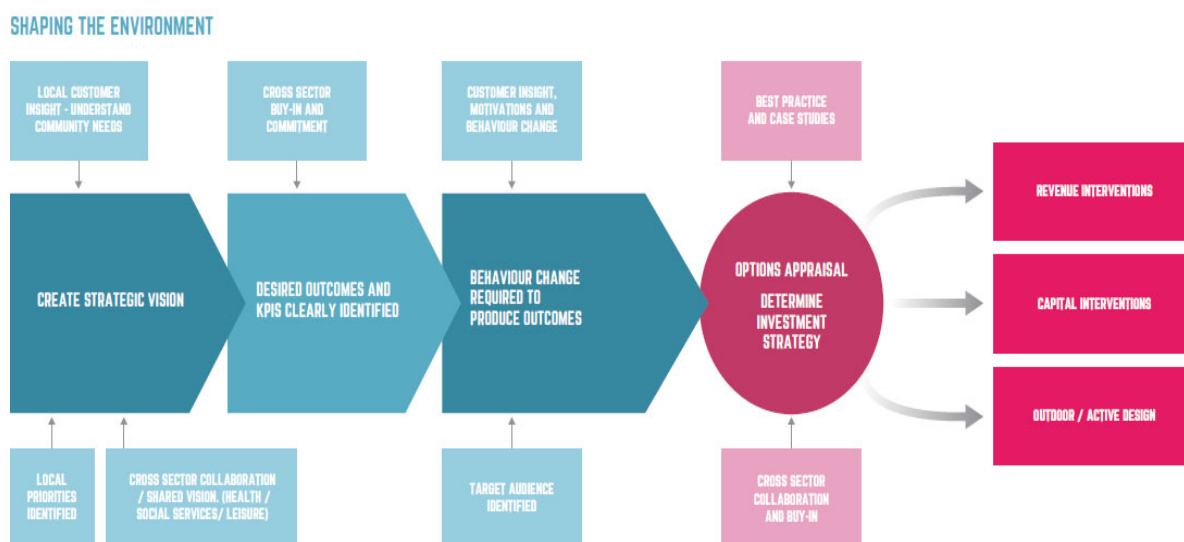 SHAPING THE ENVIRONMENT
LOCAL CUSTOMER
INSIGHT - UNDERSTAND
COMMUNITY NEEDS
CROSS SECTOR
BUY-IN AND
COMMITMENT
CUSTOMER INSIGHT,
MOTIVATIONS AND
BEHAVIOUR CHANGE
BEST PRACTICE
AND CASE STUDIES
CREATE STRATEGIC VISION
DESIRED OUTCOMES AND
KPIS CLEARLY IDENTIFIED
BEHAVIOUR CHANGE
REQUIRED TO
PRODUCE OUTCOMES
OPTIONS APPRAISAL
DETERMINE
INVESTMENT
STRATEGY
REVENUE INTERVENTIONS
CAPITAL INTERVENTIONS
OUTDOOR / ACTIVE DESIGN
LOCAL
PRIORITIES
IDENTIFIED
CROSS SECTOR COLLABORATION
/ SHARED VISION. (HEALTH /
SOCIAL SERVICES/ LEISURE)
TARGET AUDIENCE
IDENTIFIED
CROSS SECTOR
COLLABORATION
AND BUY-IN